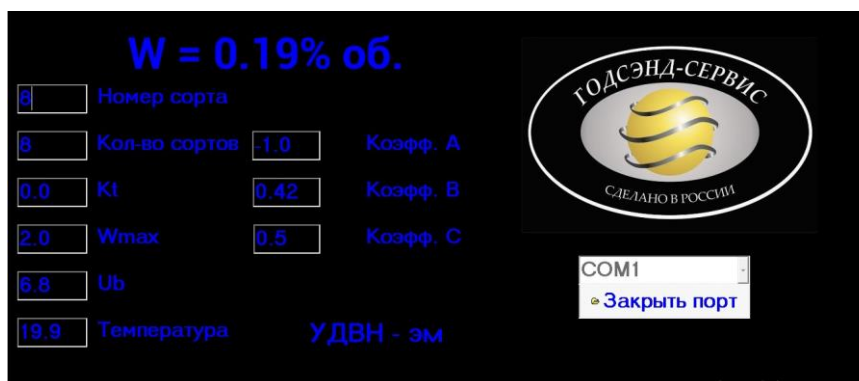 W = 0.19% об.
8 Номер сорта
8 Кол-во сортов -1.0 Коэфф. A
0.0 Kt 0.42 Коэфф. B
2.0 Wmax 0.5 Коэфф. C
6.8 Ub
19.9 Температура УДВН - эм
ГОДСЭНД-СЕРВИС
СДЕЛАНО В РОССИИ
COM1
Закрыть порт